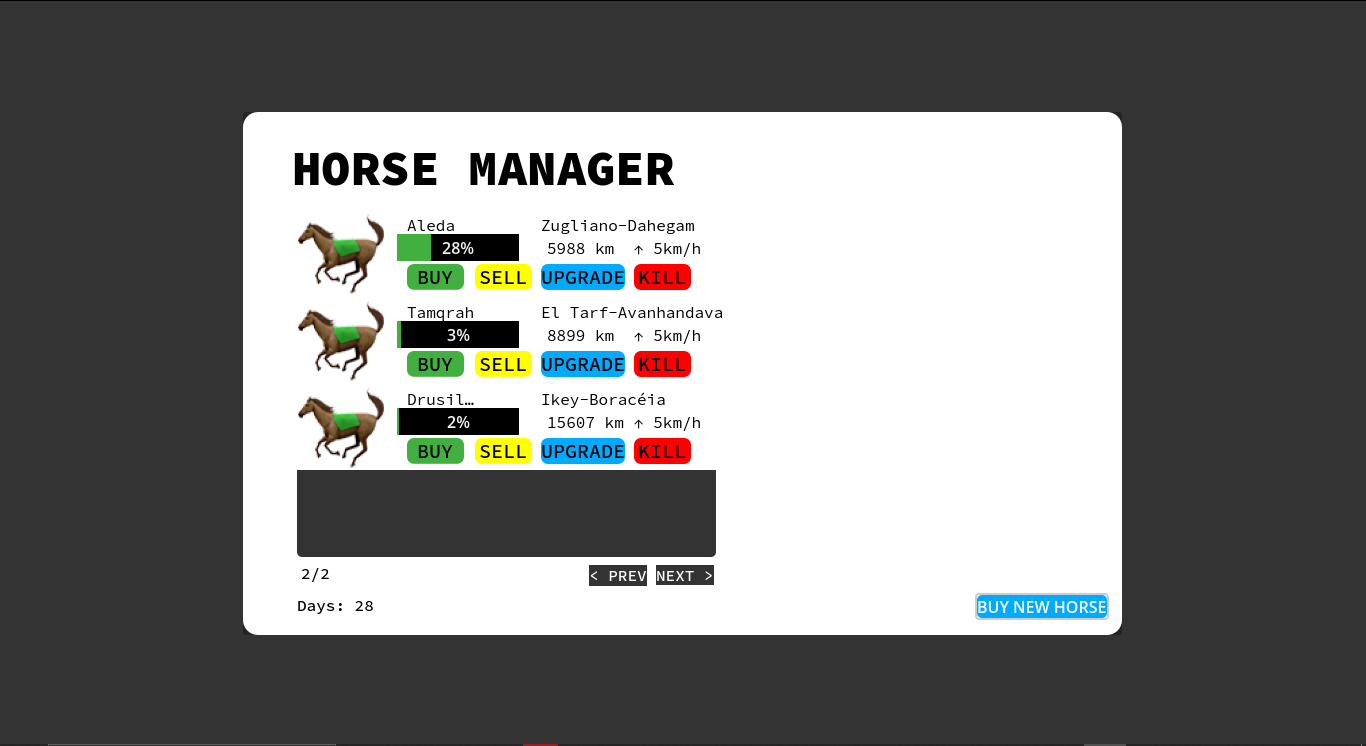 HORSE MANAGER
Aleda Zugliano-Dahegam
28% 5988 km ↑ 5km/h
BUY SELL UPGRADE KILL
Tamqrah El Tarf-Avanhandava
3% 8899 km ↑ 5km/h
BUY SELL UPGRADE KILL
Drusil… Ikey-Boracéia
2% 15607 km ↑ 5km/h
BUY SELL UPGRADE KILL
2/2 < PREV NEXT >
Days: 28 BUY NEW HORSE